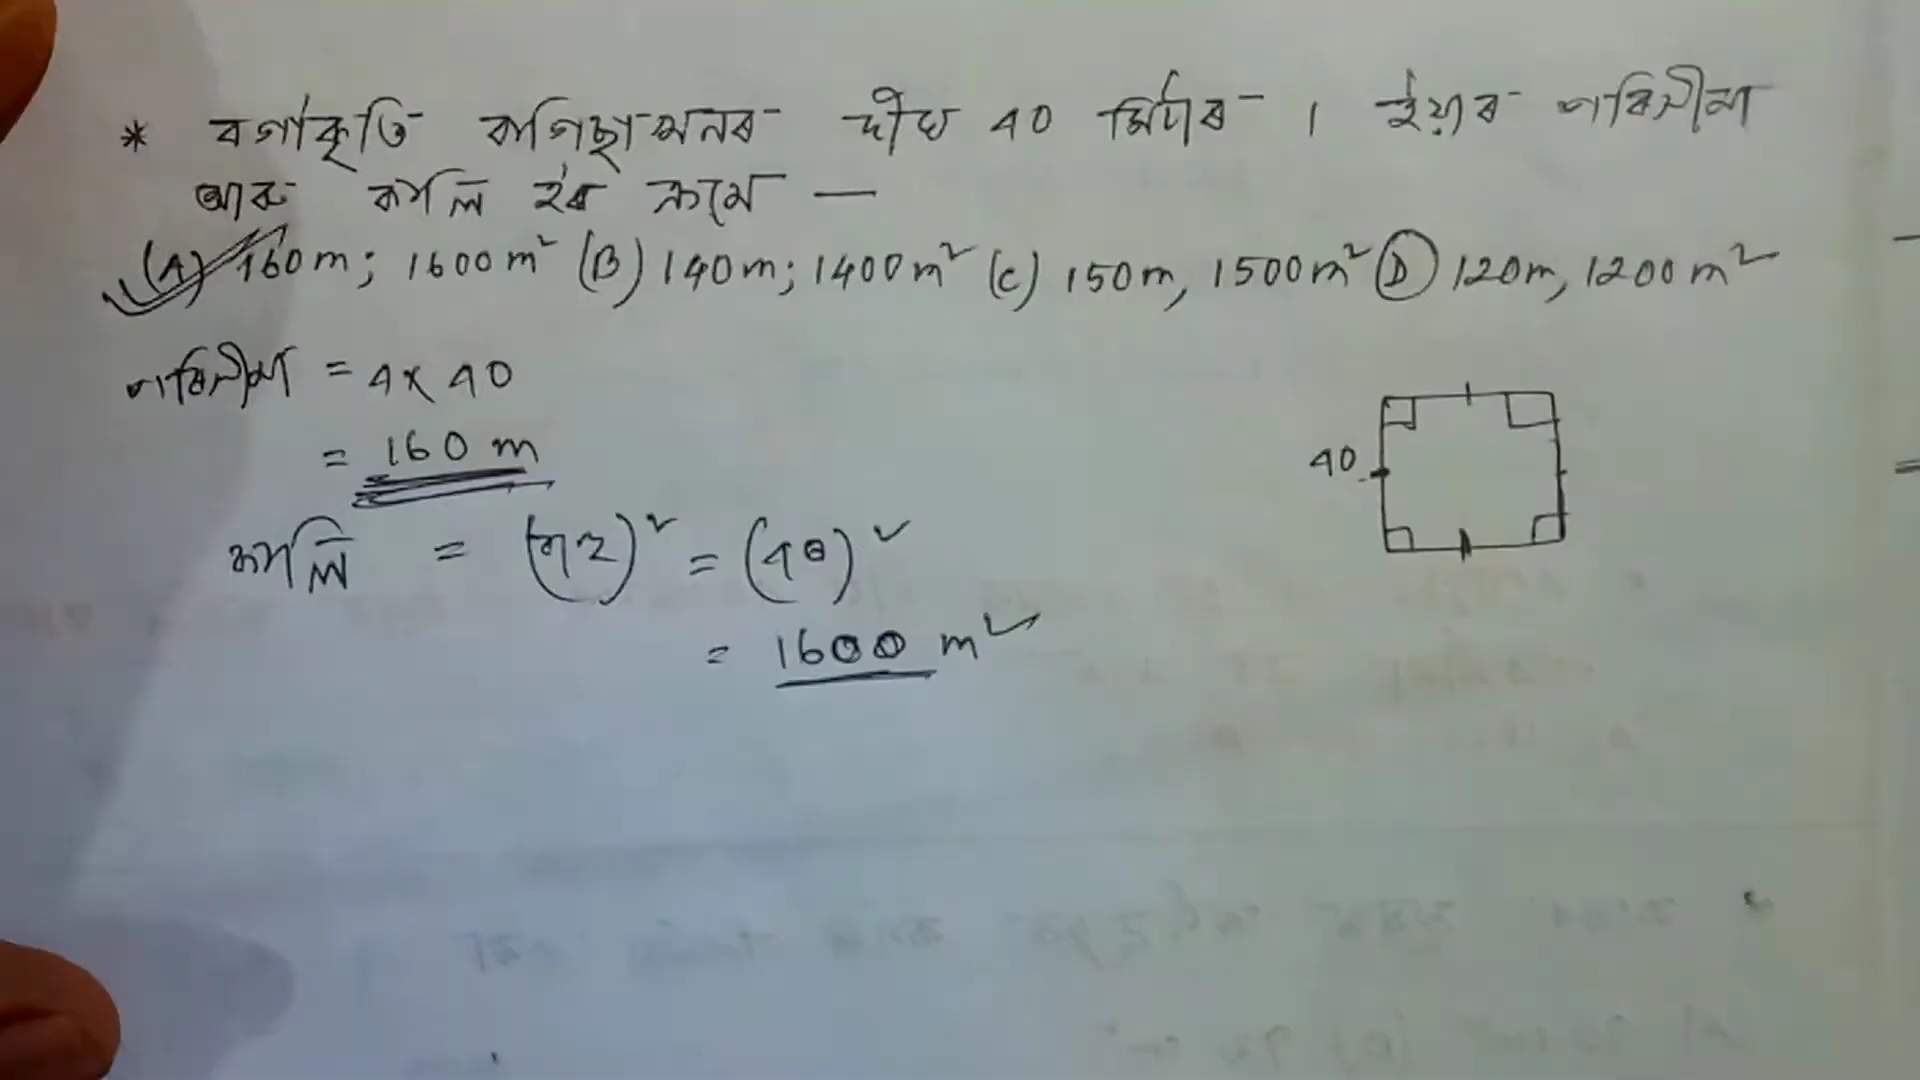 * বৰ্গাকৃতি বাগিছাখনৰ দীঘ 40 মিটাৰ । ইয়াৰ পৰিসীমা
আৰু কালি হ'ব ক্ৰমে —
(A) 160m; 1600m² (B) 140m; 1400m² (C) 150m, 1500m² (D) 120m, 1200m²
পৰিসীমা = 4 x 40
= 160 m
40
কালি = (বাহু)² = (40)²
= 1600 m²